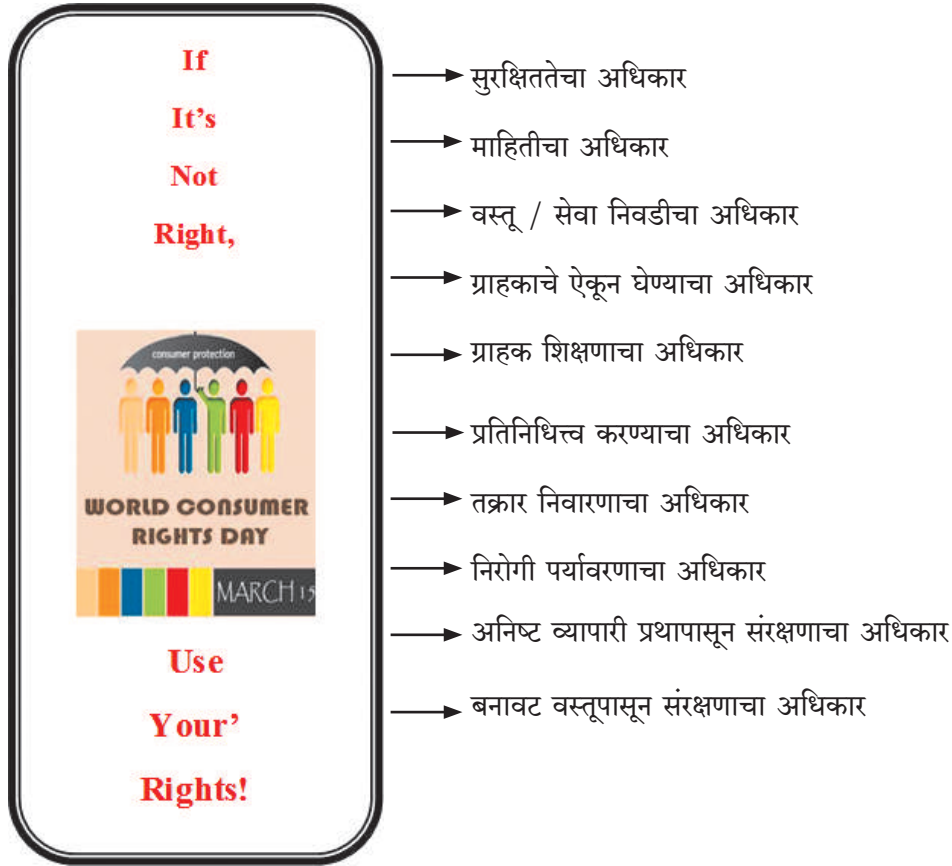 If
It's
Not
Right,
consumer protection
WORLD CONSUMER
RIGHTS DAY
MARCH 15
Use
Your'
Rights!
सुरक्षिततेचा अधिकार
माहितीचा अधिकार
वस्तू / सेवा निवडीचा अधिकार
ग्राहकाचे ऐकून घेण्याचा अधिकार
ग्राहक शिक्षणाचा अधिकार
प्रतिनिधित्त्व करण्याचा अधिकार
तक्रार निवारणाचा अधिकार
निरोगी पर्यावरणाचा अधिकार
अनिष्ट व्यापारी प्रथापासून संरक्षणाचा अधिकार
बनावट वस्तूपासून संरक्षणाचा अधिकार